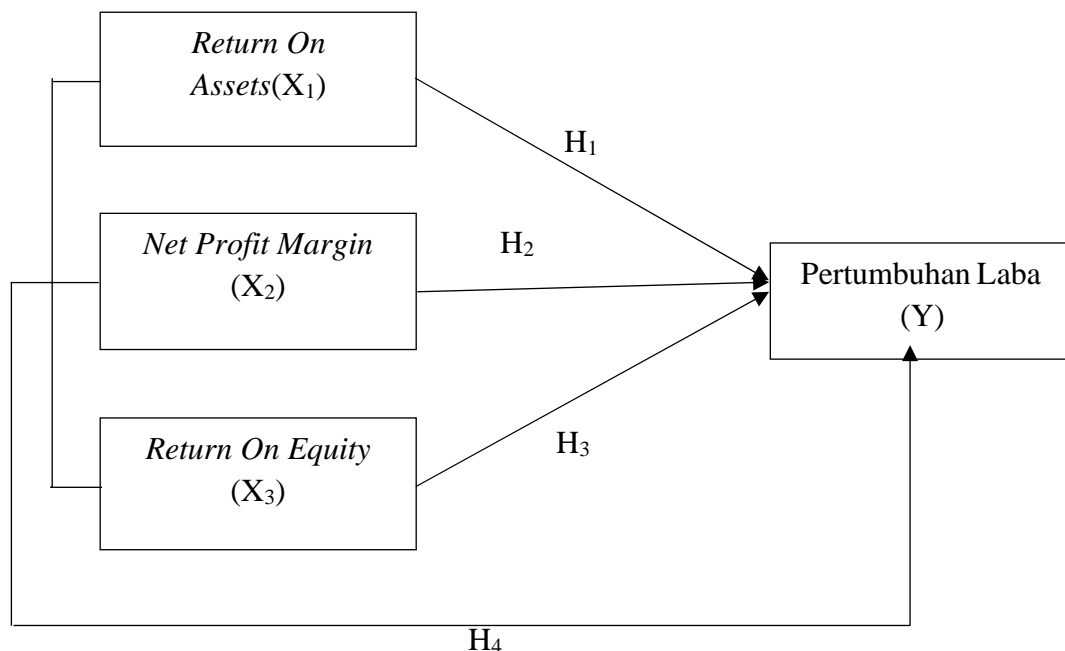 Return On
Assets(X₁)
H₁
Net Profit Margin
(X₂)
H₂
Pertumbuhan Laba
(Y)
Return On Equity
(X₃)
H₃
H₄